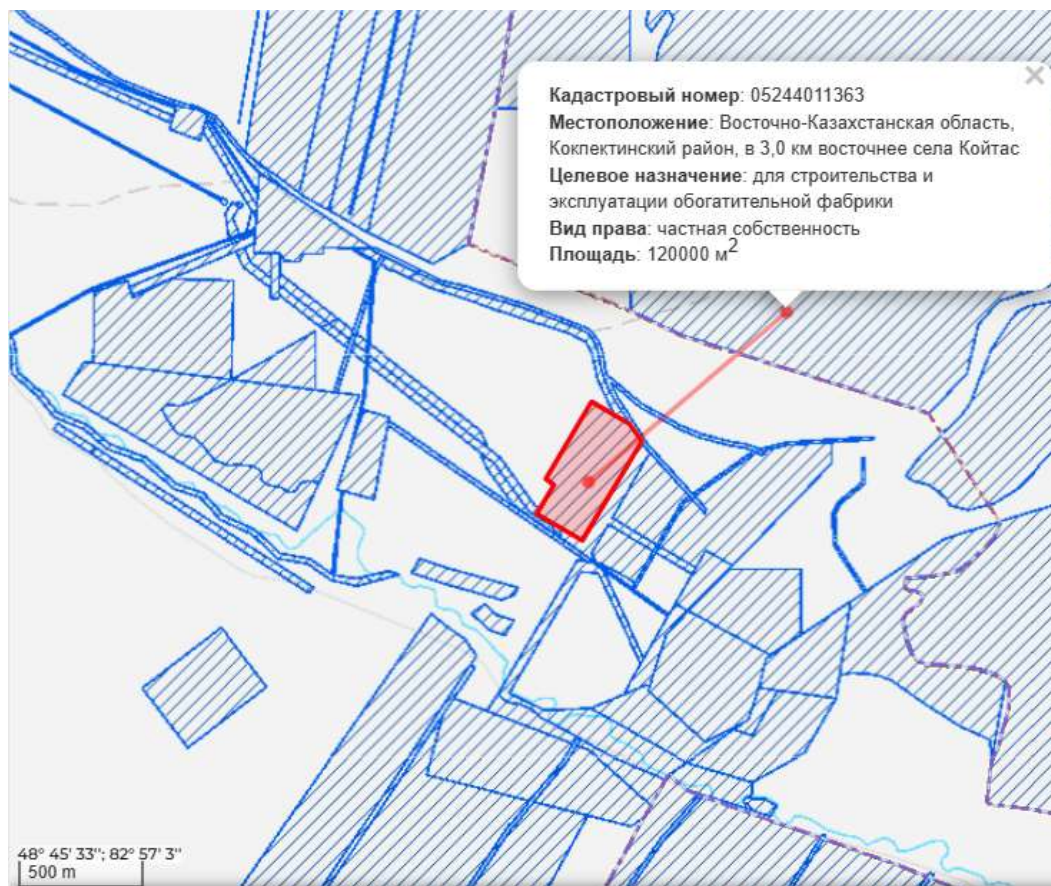 Кадастровый номер: 05244011363
Местоположение: Восточно-Казахстанская область,
Кокпектинский район, в 3,0 км восточнее села Койтас
Целевое назначение: для строительства и
эксплуатации обогатительной фабрики
Вид права: частная собственность
Площадь: 120000 м²
48° 45' 33"; 82° 57' 3"
500 m